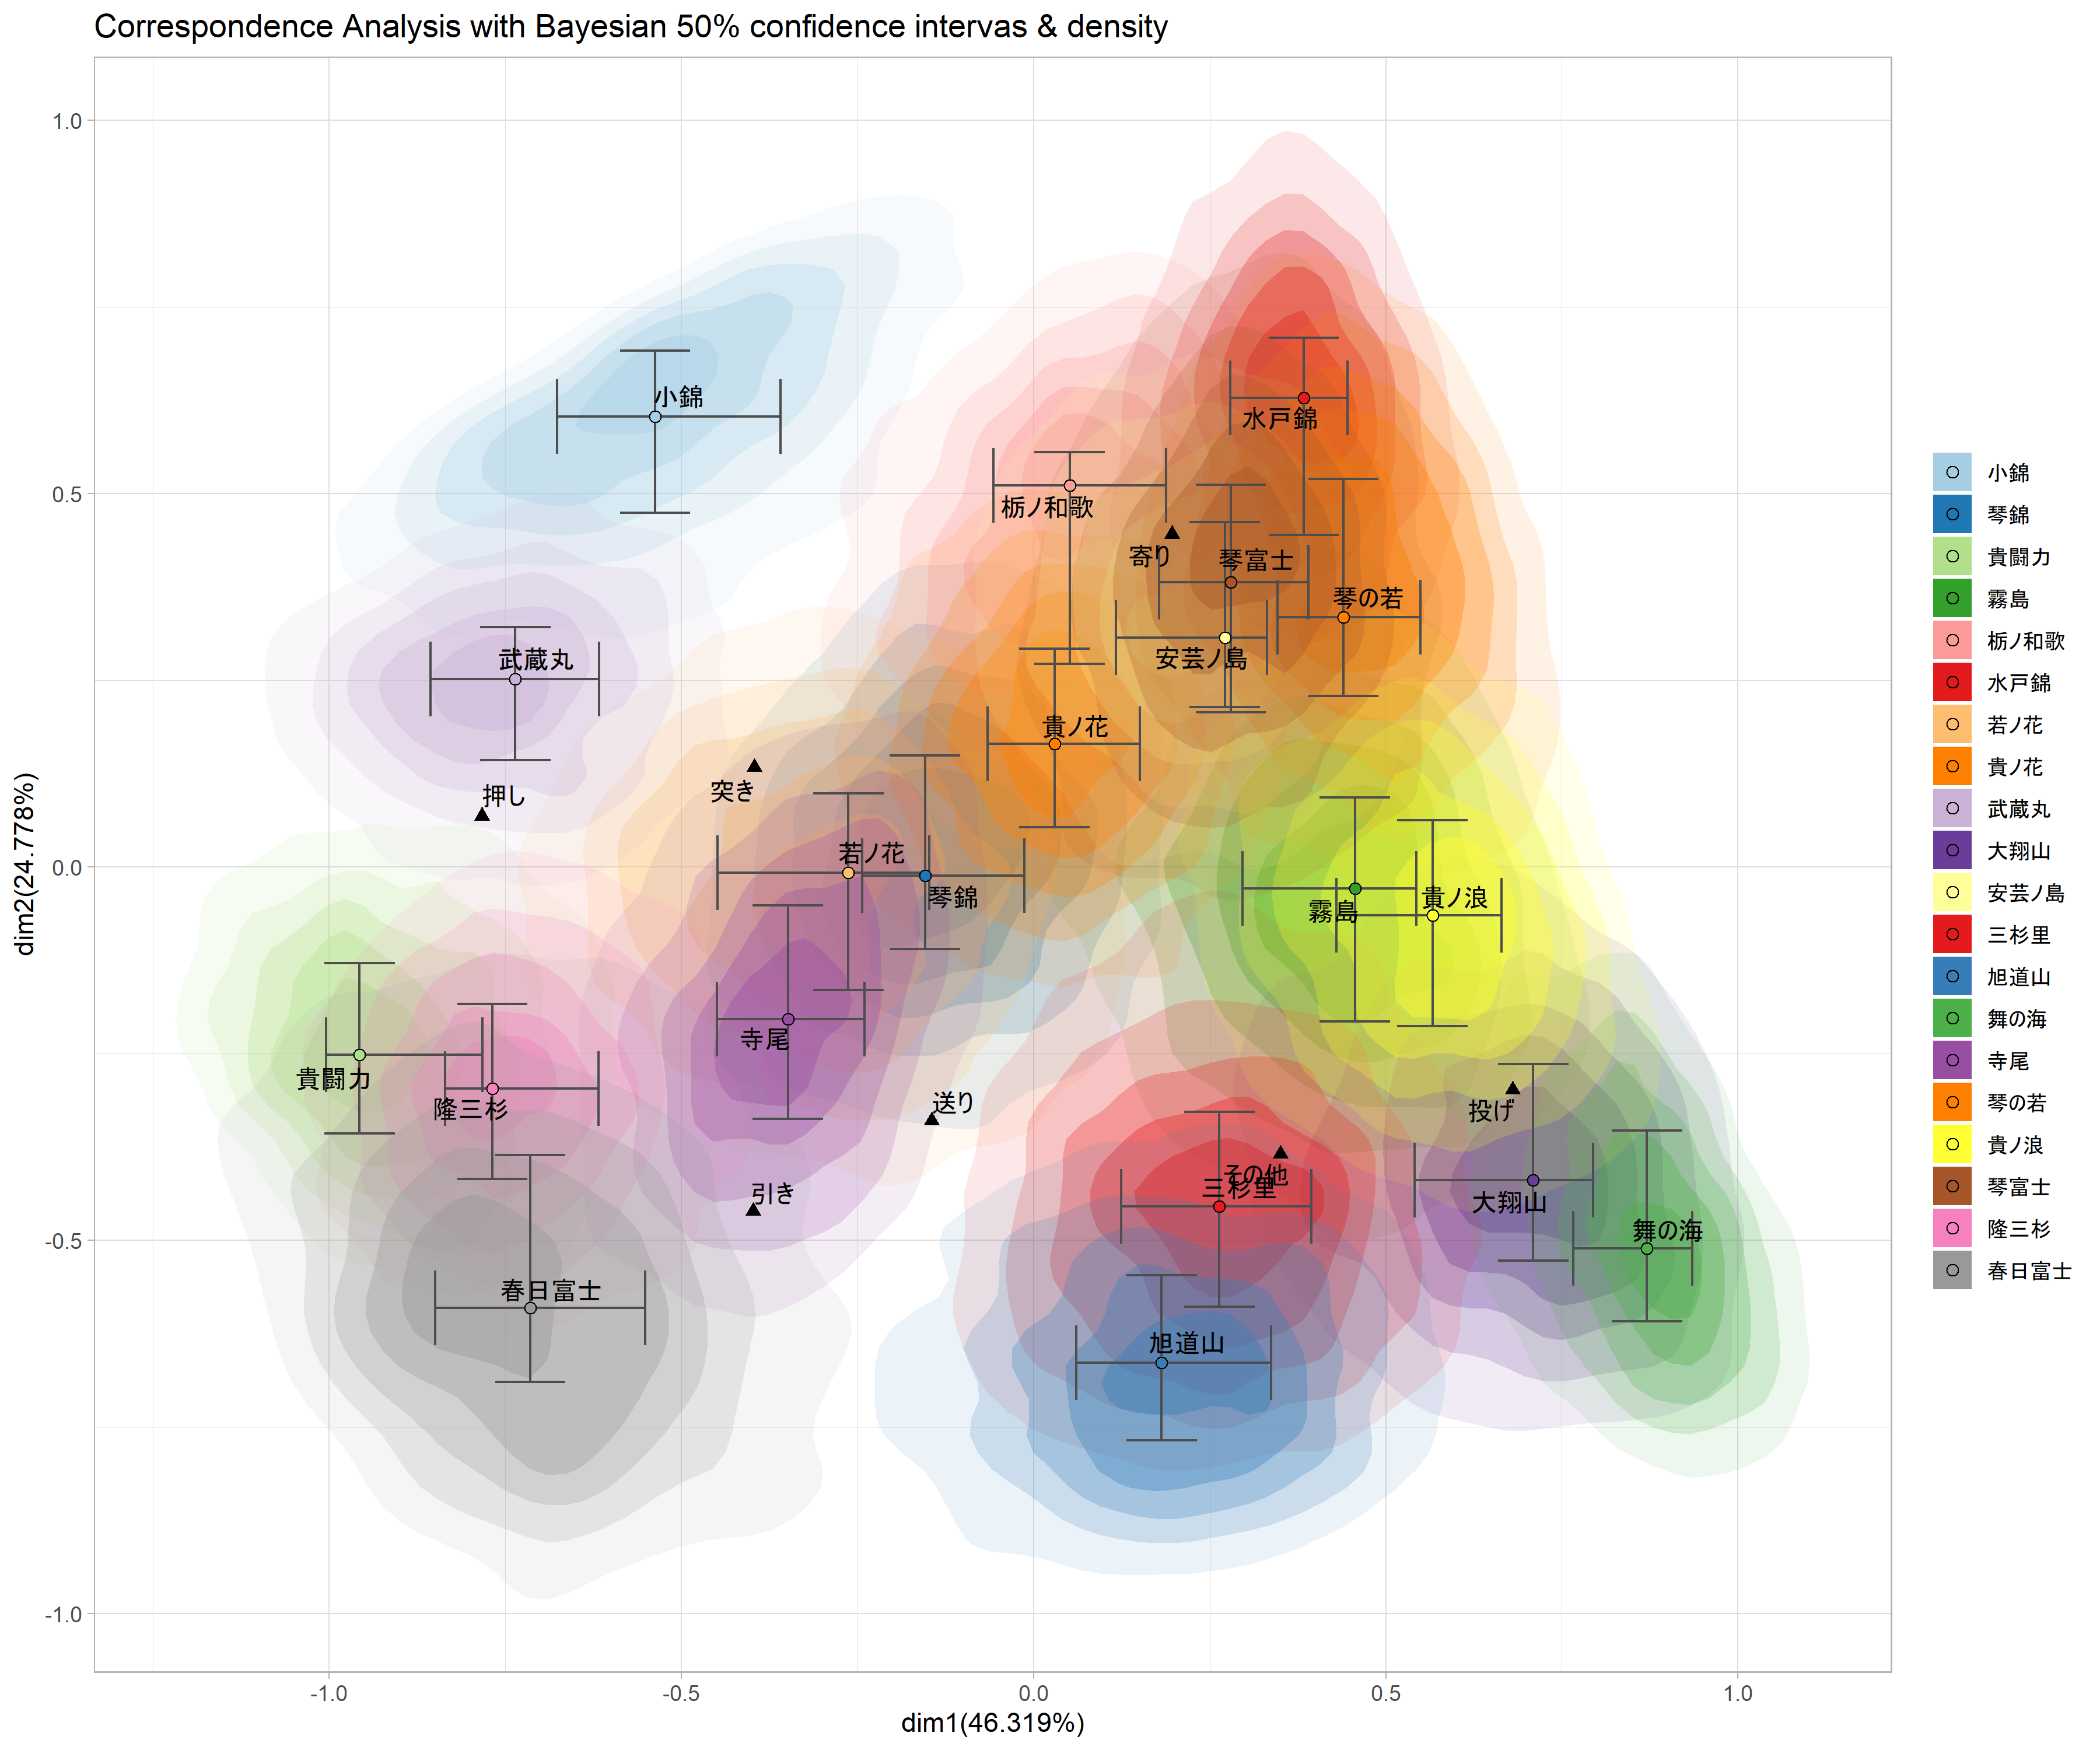 Correspondence Analysis with Bayesian 50% confidence intervas & density
dim2(24.778%)
1.0
0.5
0.0
-0.5
-1.0
小錦
水戸錦
栃ノ和歌
寄り
琴富士
琴の若
武蔵丸
安芸ノ島
貴ノ花
突き
押し
若ノ花
琴錦
霧島
貴ノ浪
寺尾
貴闘力
隆三杉
送り
投げ
その他
三杉里
引き
大翔山
舞の海
春日富士
旭道山
-1.0
-0.5
0.0
0.5
1.0
dim1(46.319%)
小錦
琴錦
貴闘力
霧島
栃ノ和歌
水戸錦
若ノ花
貴ノ花
武蔵丸
大翔山
安芸ノ島
三杉里
旭道山
舞の海
寺尾
琴の若
貴ノ浪
琴富士
隆三杉
春日富士